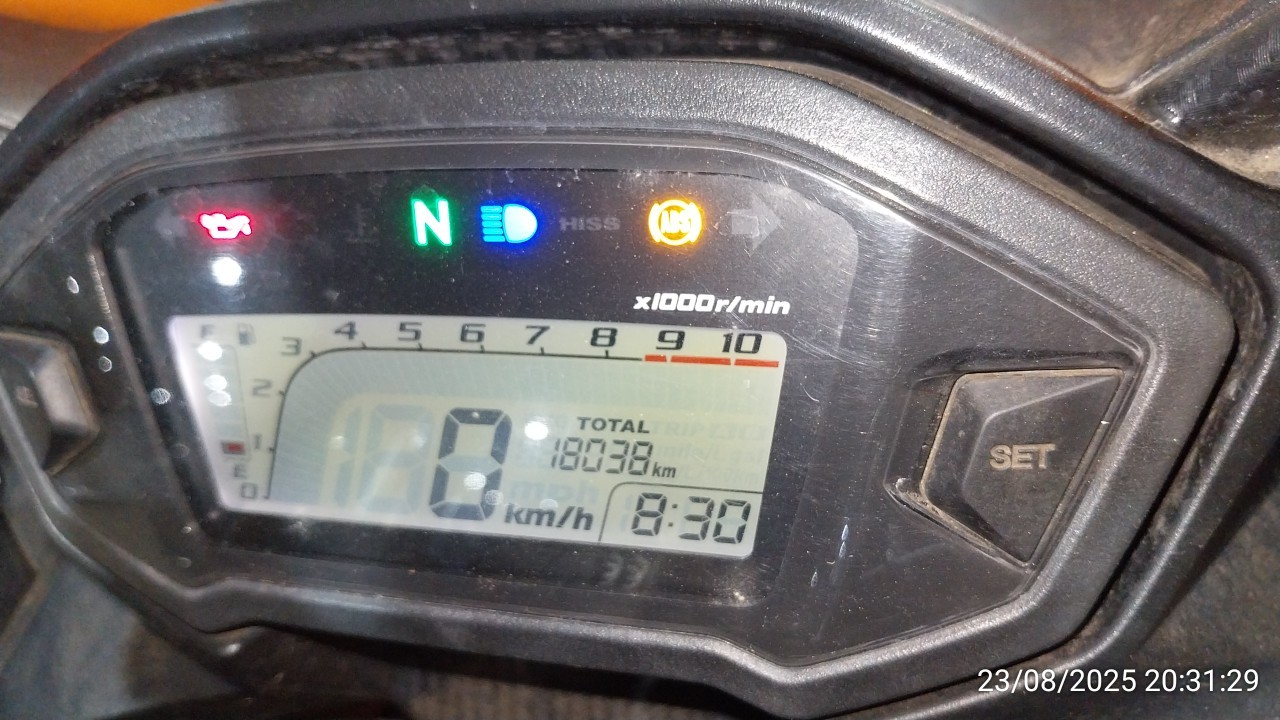 N HISS ABS
x1000r/min
F 3 4 5 6 7 8 9 10
2
TOTAL
1 18038 km
E
0 0 km/h 8:30
SET
23/08/2025 20:31:29